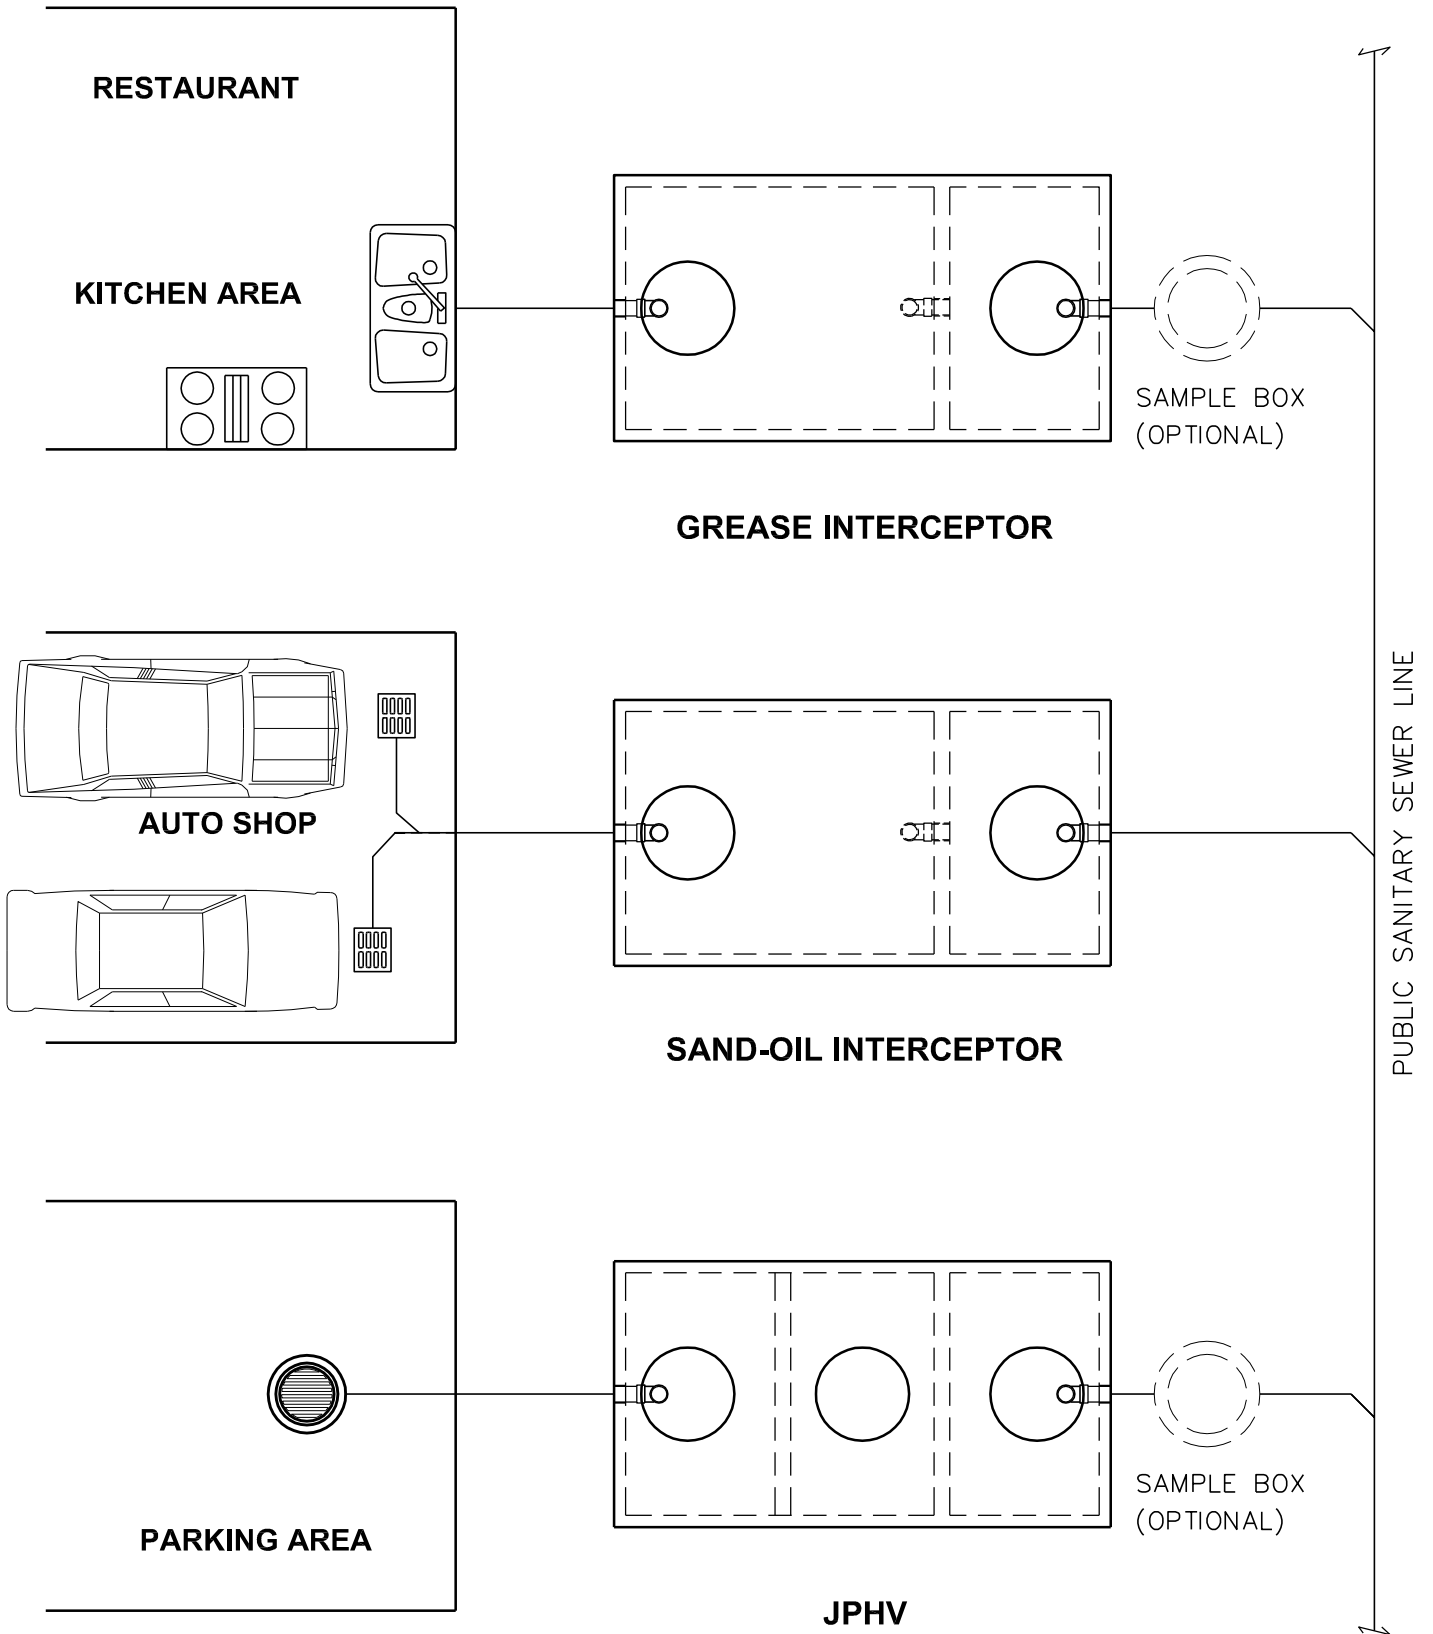 RESTAURANT
KITCHEN AREA
SAMPLE BOX
(OPTIONAL)
GREASE INTERCEPTOR
AUTO SHOP
SAND-OIL INTERCEPTOR
PUBLIC SANITARY SEWER LINE
SAMPLE BOX
(OPTIONAL)
PARKING AREA
JPHV